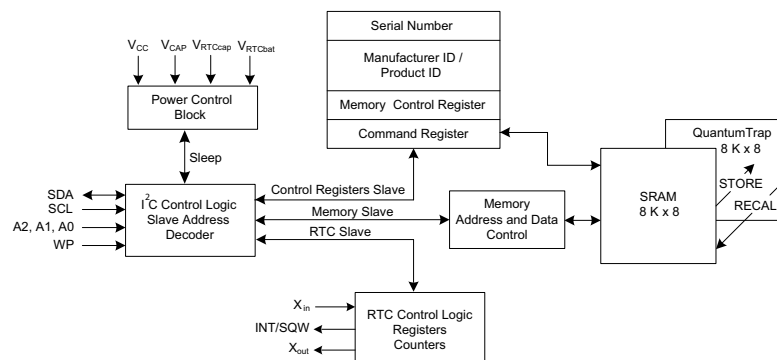 Serial Number
Manufacturer ID /
Product ID
Memory Control Register
Command Register
VCC
VCAP
VRTCcap
VRTCbat
Power Control
Block
Sleep
QuantumTrap
8 K x 8
SRAM
8 K x 8
STORE
RECAL
SDA
SCL
A2, A1, A0
WP
I2C Control Logic
Slave Address
Decoder
Control Registers Slave
Memory Slave
RTC Slave
Memory
Address and Data
Control
Xin
INT/SQW
Xout
RTC Control Logic
Registers
Counters